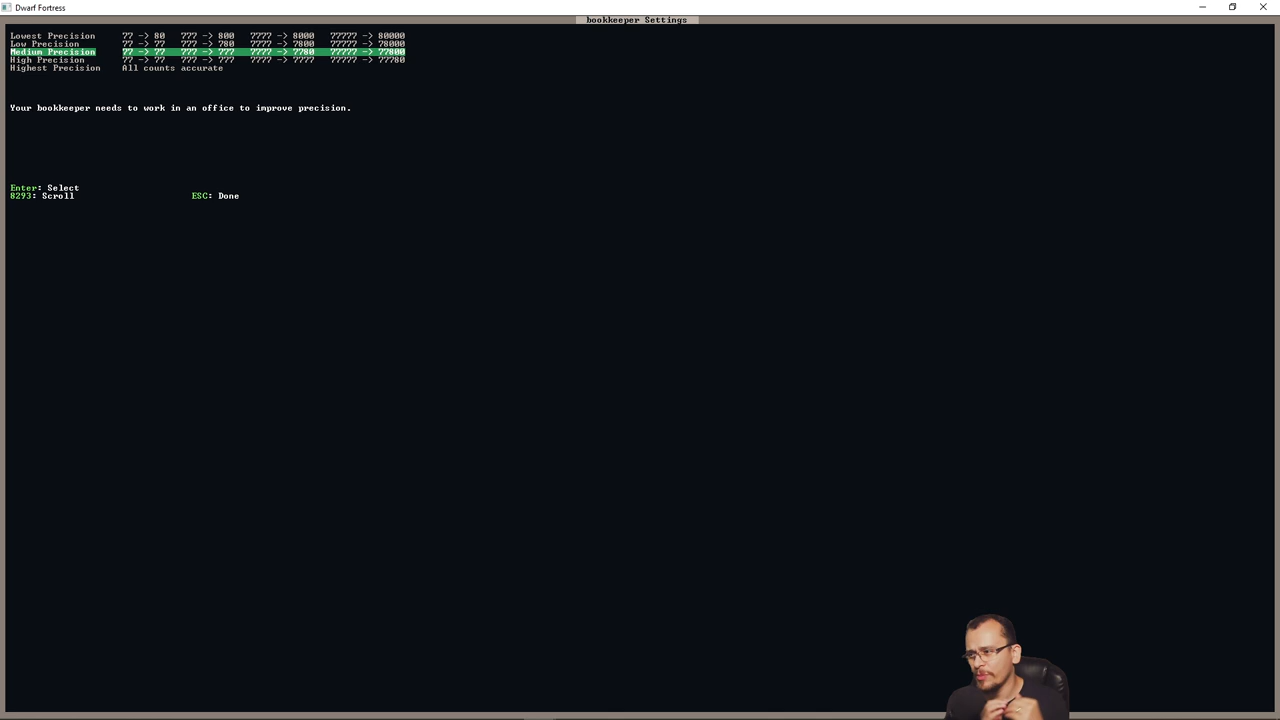 Dwarf Fortress
bookkeeper Settings
Lowest Precision 77 -> 80 777 -> 800 7777 -> 8000 77777 -> 80000
Low Precision 77 -> 77 777 -> 780 7777 -> 7800 77777 -> 78000
Medium Precision 77 -> 77 777 -> 777 7777 -> 7780 77777 -> 77800
High Precision 77 -> 77 777 -> 777 7777 -> 7777 77777 -> 77780
Highest Precision All counts accurate
Your bookkeeper needs to work in an office to improve precision.
Enter: Select
8293: Scroll ESC: Done